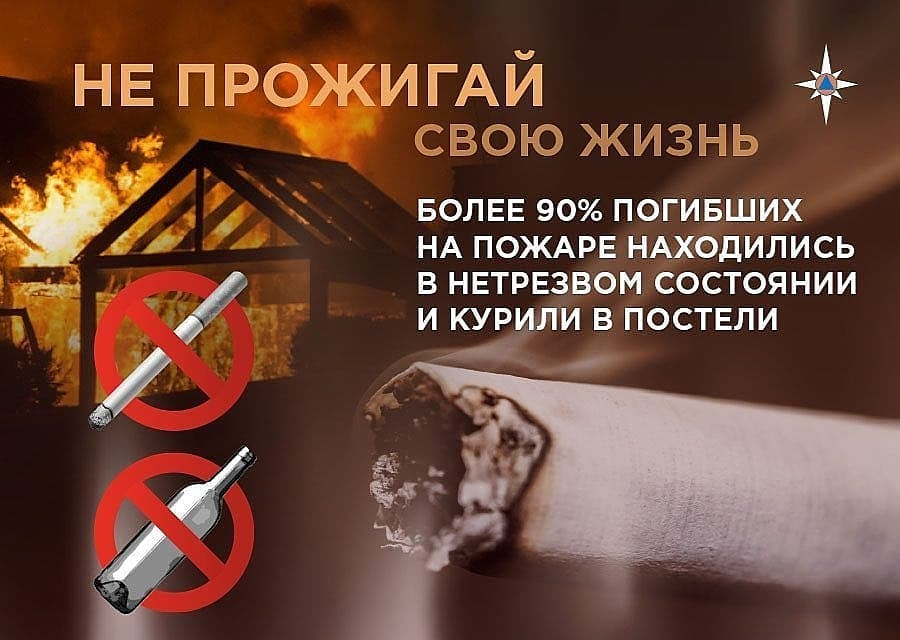 НЕ ПРОЖИГАЙ
СВОЮ ЖИЗНЬ
БОЛЕЕ 90% ПОГИБШИХ
НА ПОЖАРЕ НАХОДИЛИСЬ
В НЕТРЕЗВОМ СОСТОЯНИИ
И КУРИЛИ В ПОСТЕЛИ